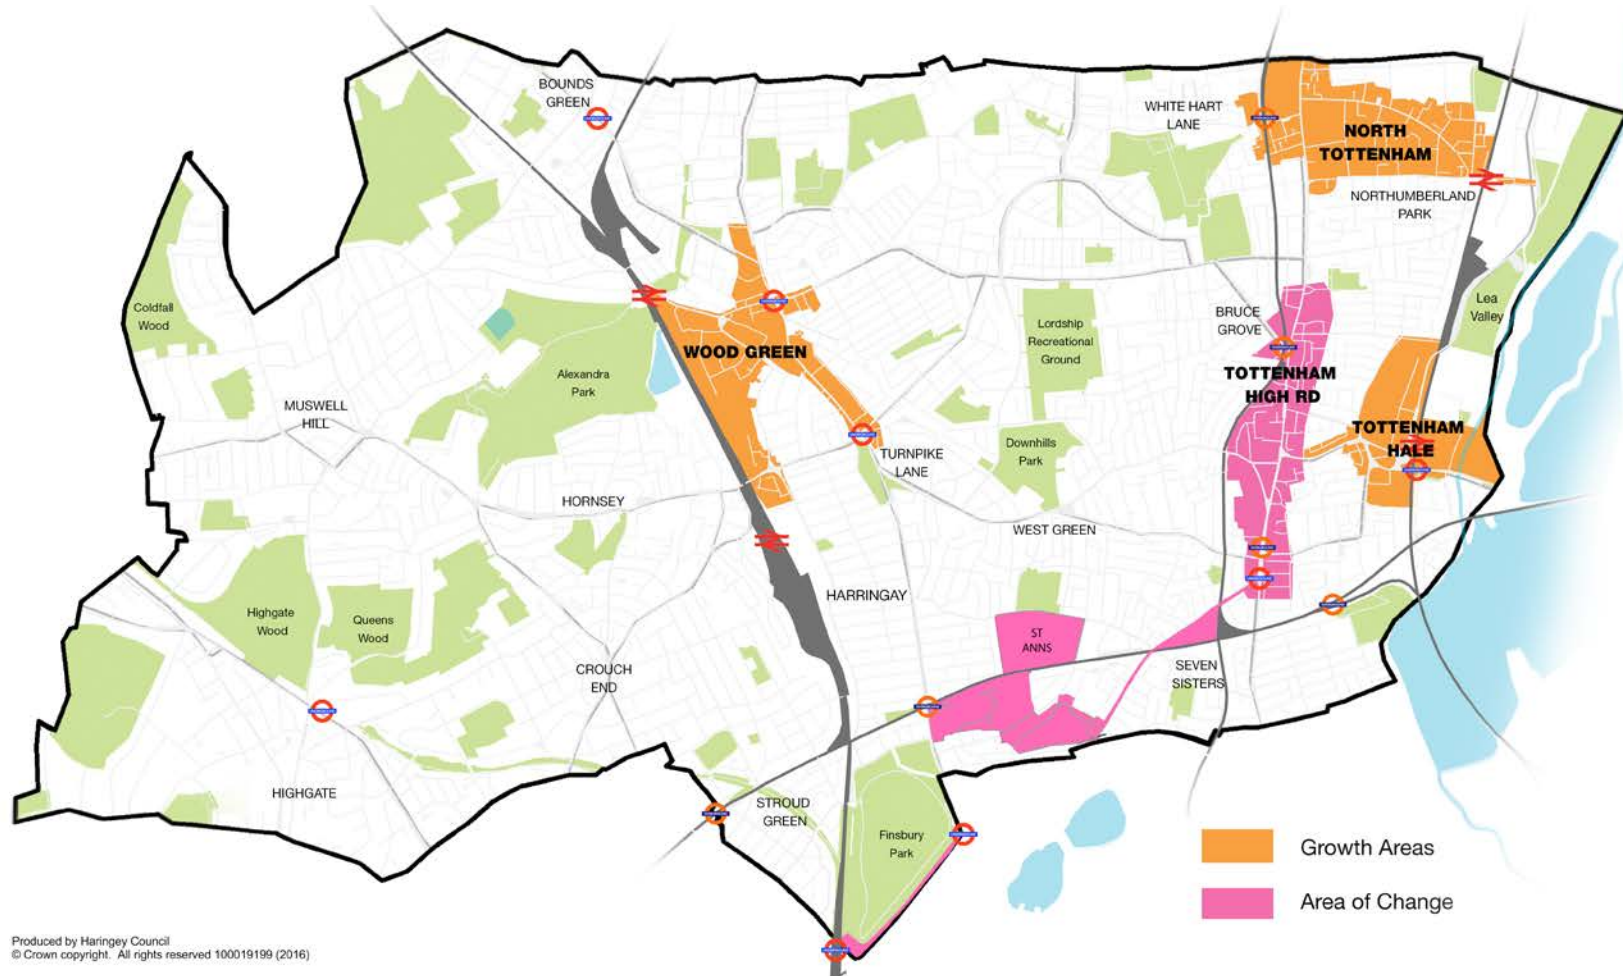 BOUNDS
GREEN
WHITE HART
LANE
NORTH
TOTTENHAM
NORTHUMBERLAND
PARK
Coldfall
Wood
Lea
Valley
BRUCE
GROVE
Lordship
Recreational
Ground
WOOD GREEN
Alexandra
Park
TOTTENHAM
HIGH RD
MUSWELL
HILL
TOTTENHAM
HALE
Downhills
Park
TURNPIKE
LANE
HORNSEY
WEST GREEN
HARRINGAY
Highgate
Wood
Queens
Wood
ST
ANNS
CROUCH
END
SEVEN
SISTERS
HIGHGATE
STROUD
GREEN
Finsbury
Park
Growth Areas
Area of Change
Produced by Haringey Council
© Crown copyright. All rights reserved 100019199 (2016)